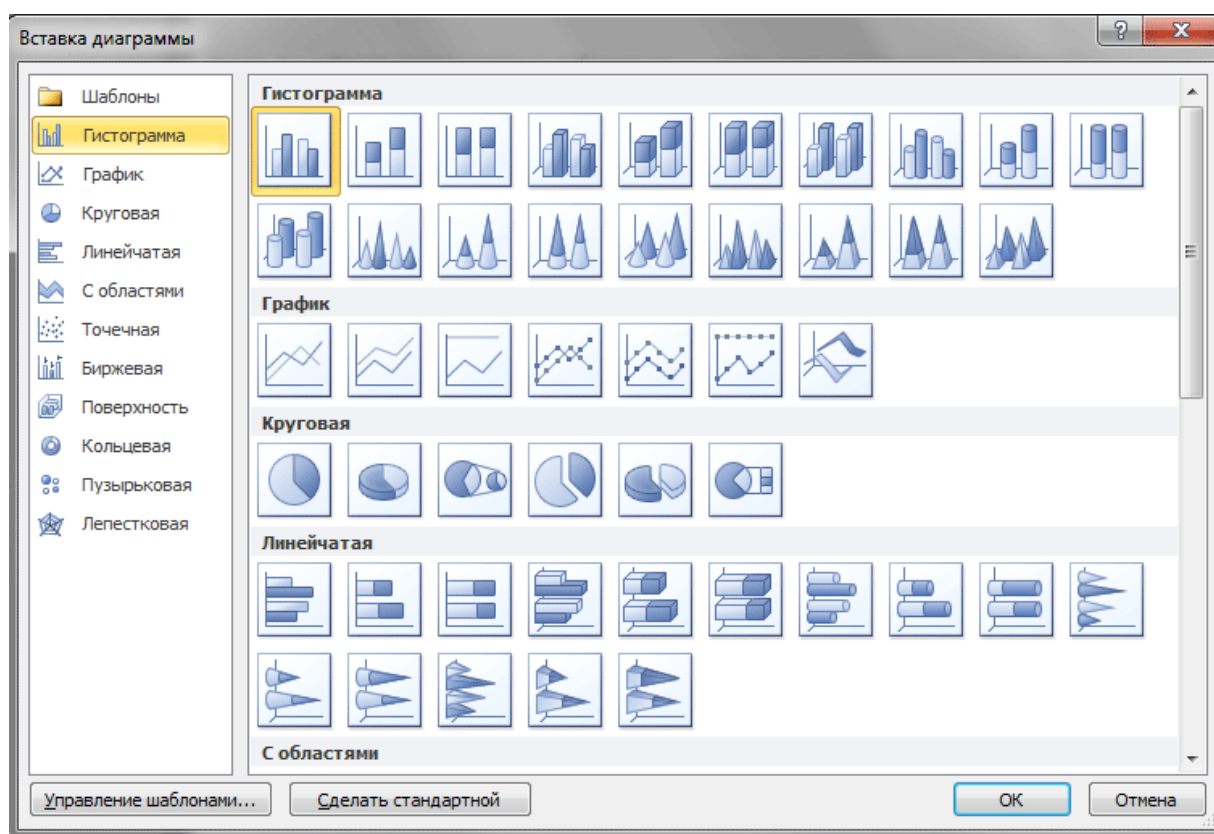 Вставка диаграммы
Шаблоны
Гистограмма
График
Круговая
Линейчатая
С областями
Точечная
Биржевая
Поверхность
Кольцевая
Пузырьковая
Лепестковая
Гистограмма
График
Круговая
Линейчатая
С областями
Управление шаблонами...
Сделать стандартной
ОК
Отмена